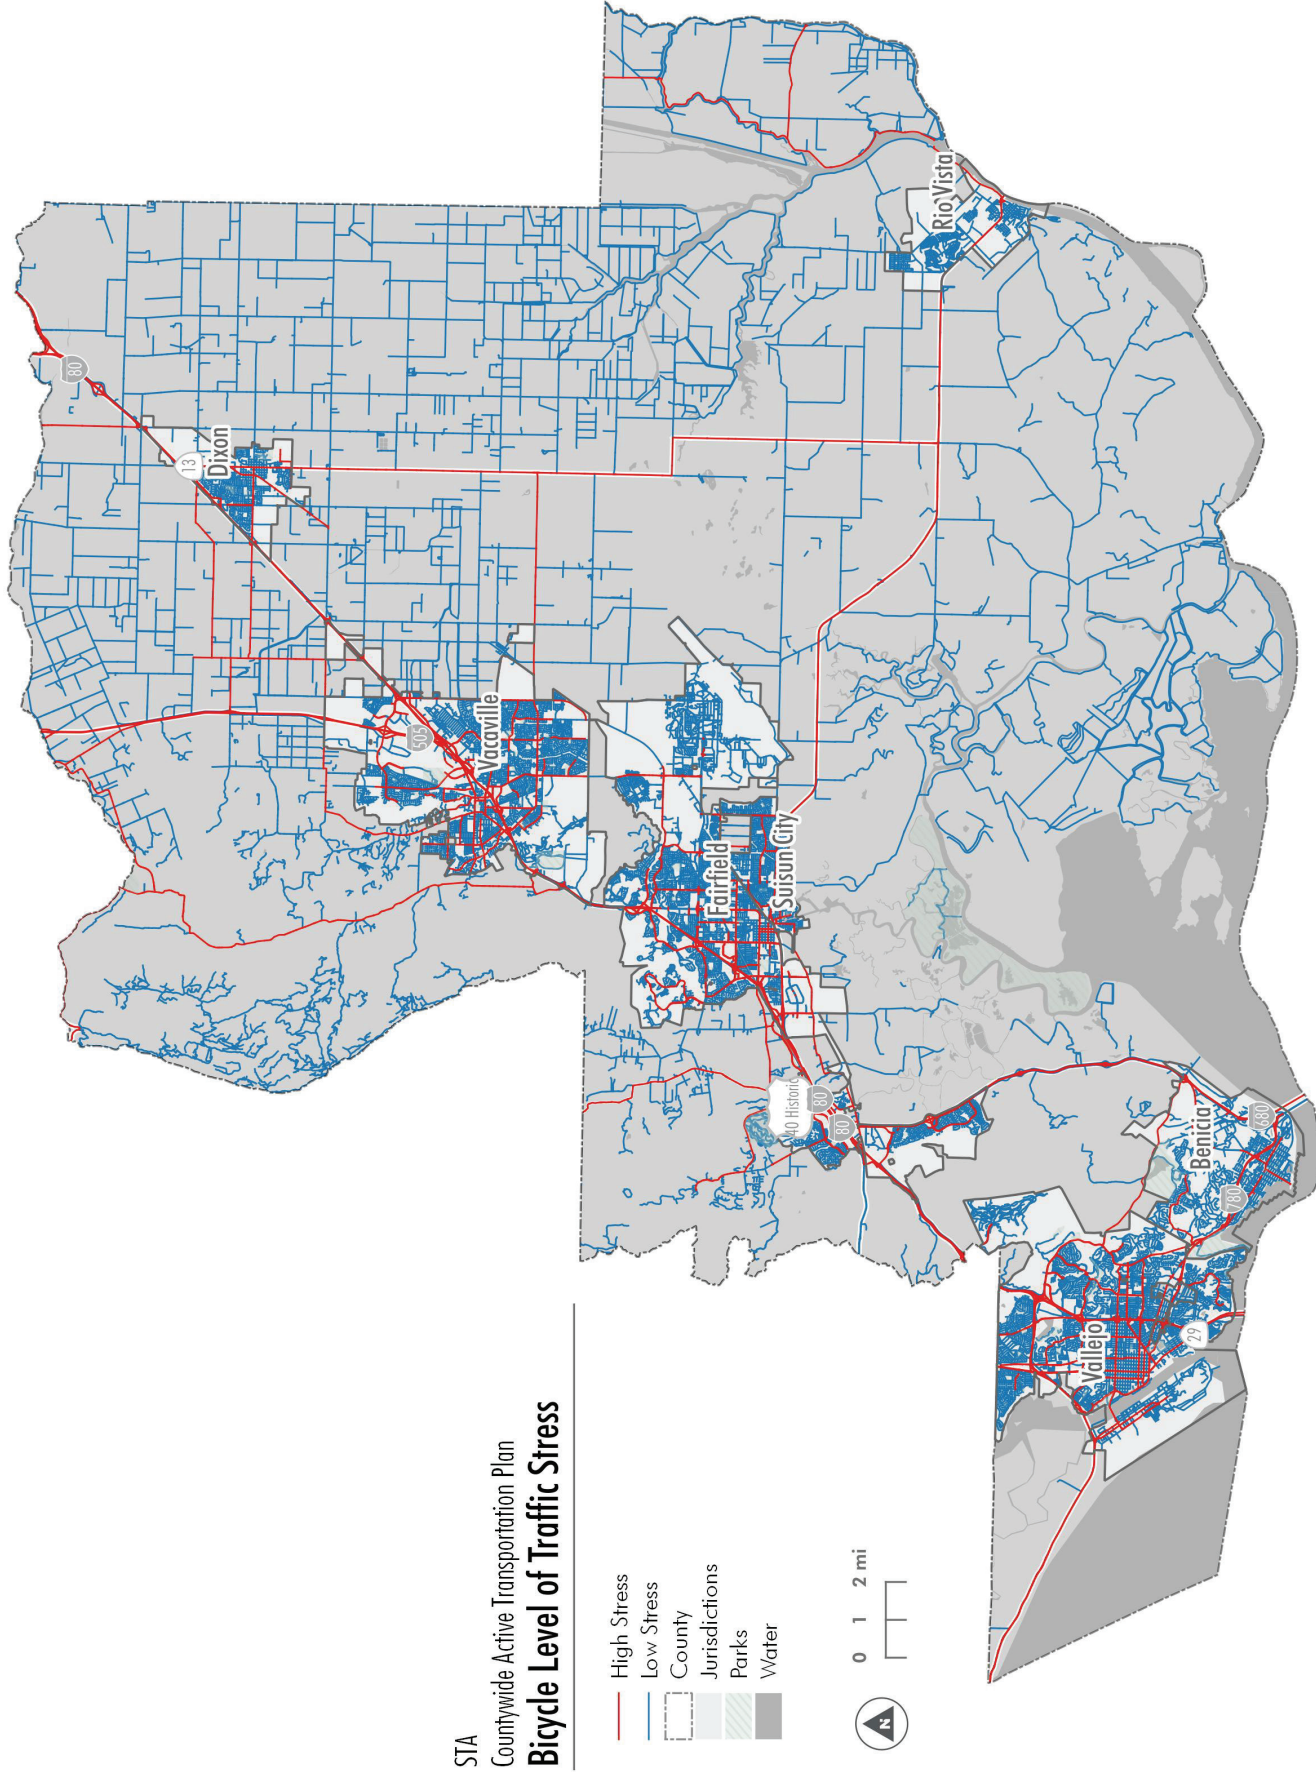 STA
Countywide Active Transportation Plan
Bicycle Level of Traffic Stress
High Stress
Low Stress
County
Jurisdictions
Parks
Water
0 1 2 mi
N
80
13
Dixon
505
Vacaville
Rio Vista
Fairfield
Suisun City
40 Historic
80
80
680
Benicia
780
Vallejo
29